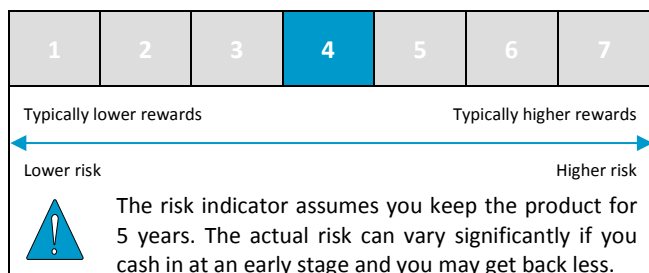 1 2 3 4 5 6 7
Typically lower rewards Typically higher rewards
Lower risk Higher risk
The risk indicator assumes you keep the product for
5 years. The actual risk can vary significantly if you
cash in at an early stage and you may get back less.